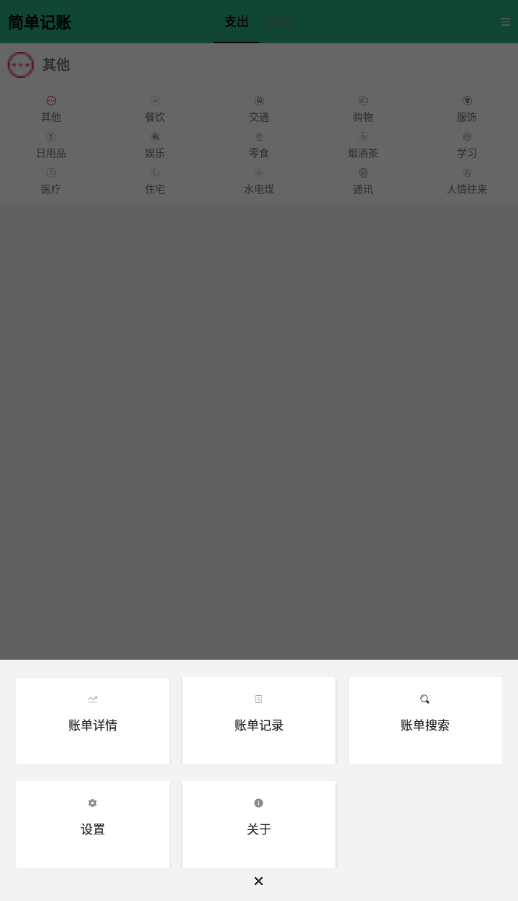 简单记账
支出
其他
其他 餐饮 交通 购物 服饰
日用品 娱乐 零食 烟酒茶 学习
医疗 住宅 水电煤 通讯 人情往来
账单详情 账单记录 账单搜索
设置 关于